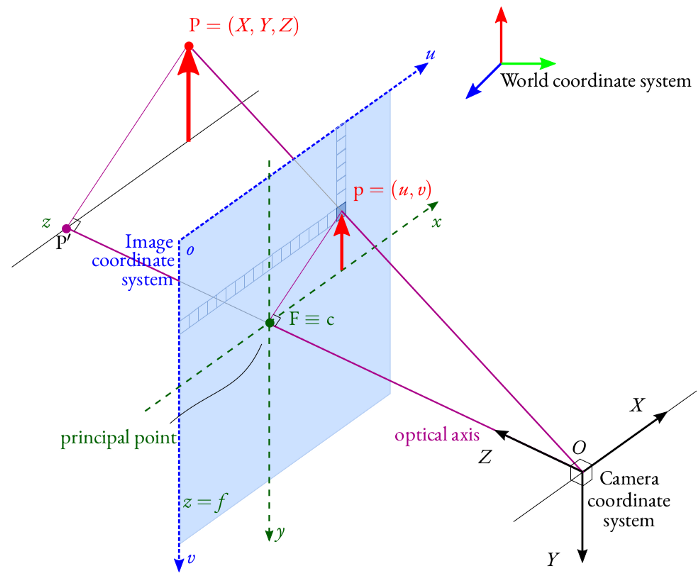 P = (X, Y, Z)
u
World coordinate system
p = (u, v)
x
z
P′
Image
coordinate
system
o
F ≡ c
principal point
optical axis
Z
O
X
Camera
coordinate
system
z = f
y
v
Y